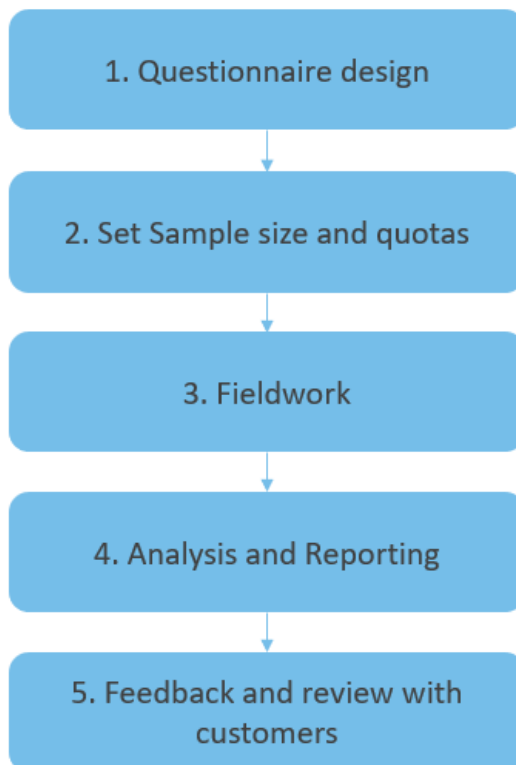 1. Questionnaire design
2. Set Sample size and quotas
3. Fieldwork
4. Analysis and Reporting
5. Feedback and review with
customers